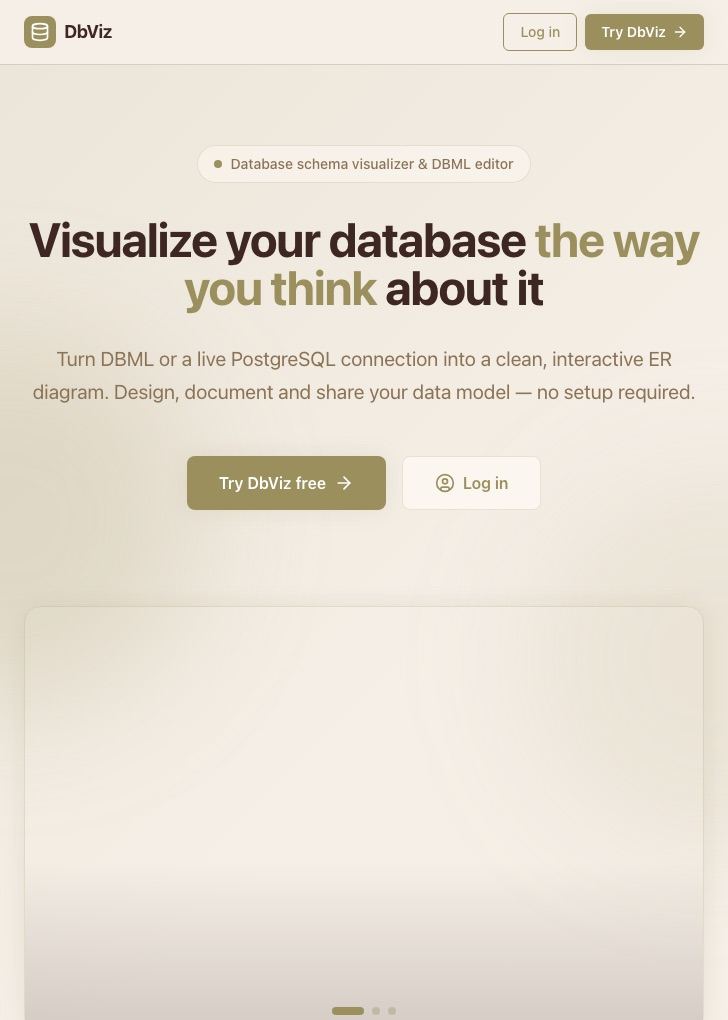 DbViz
Log in
Try DbViz →
Database schema visualizer & DBML editor
Visualize your database the way
you think about it
Turn DBML or a live PostgreSQL connection into a clean, interactive ER
diagram. Design, document and share your data model — no setup required.
Try DbViz free →
Log in